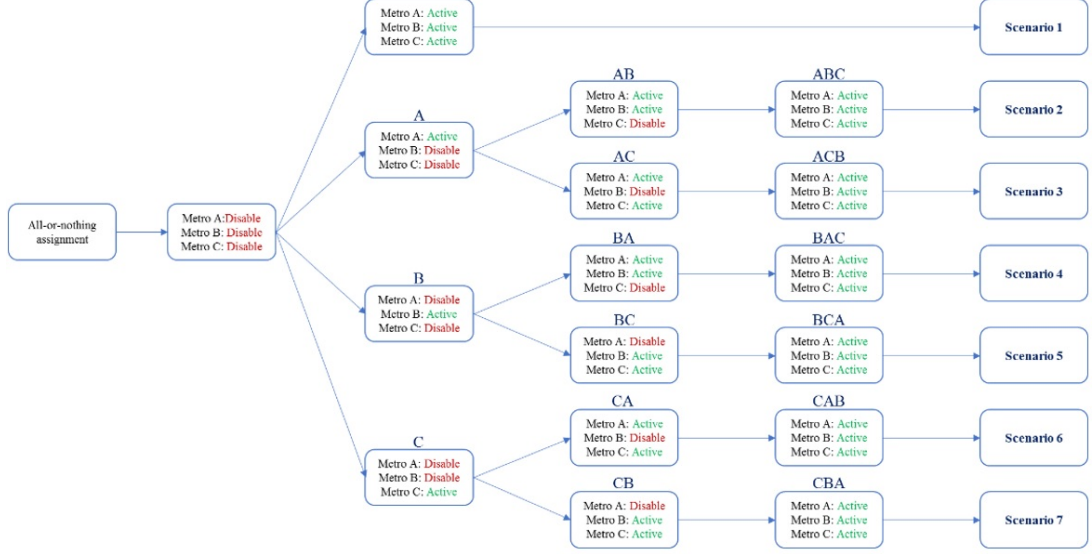 Metro A: Active
Metro B: Active
Metro C: Active
Scenario 1
A
Metro A: Active
Metro B: Disable
Metro C: Disable
AB
Metro A: Active
Metro B: Active
Metro C: Disable
ABC
Metro A: Active
Metro B: Active
Metro C: Active
Scenario 2
AC
Metro A: Active
Metro B: Disable
Metro C: Active
ACB
Metro A: Active
Metro B: Active
Metro C: Active
Scenario 3
All-or-nothing
assignment
Metro A:Disable
Metro B: Disable
Metro C: Disable
B
Metro A: Disable
Metro B: Active
Metro C: Disable
BA
Metro A: Active
Metro B: Active
Metro C: Disable
BAC
Metro A: Active
Metro B: Active
Metro C: Active
Scenario 4
BC
Metro A: Disable
Metro B: Active
Metro C: Active
BCA
Metro A: Active
Metro B: Active
Metro C: Active
Scenario 5
C
Metro A: Disable
Metro B: Disable
Metro C: Active
CA
Metro A: Active
Metro B: Disable
Metro C: Active
CAB
Metro A: Active
Metro B: Active
Metro C: Active
Scenario 6
CB
Metro A: Disable
Metro B: Active
Metro C: Active
CBA
Metro A: Active
Metro B: Active
Metro C: Active
Scenario 7